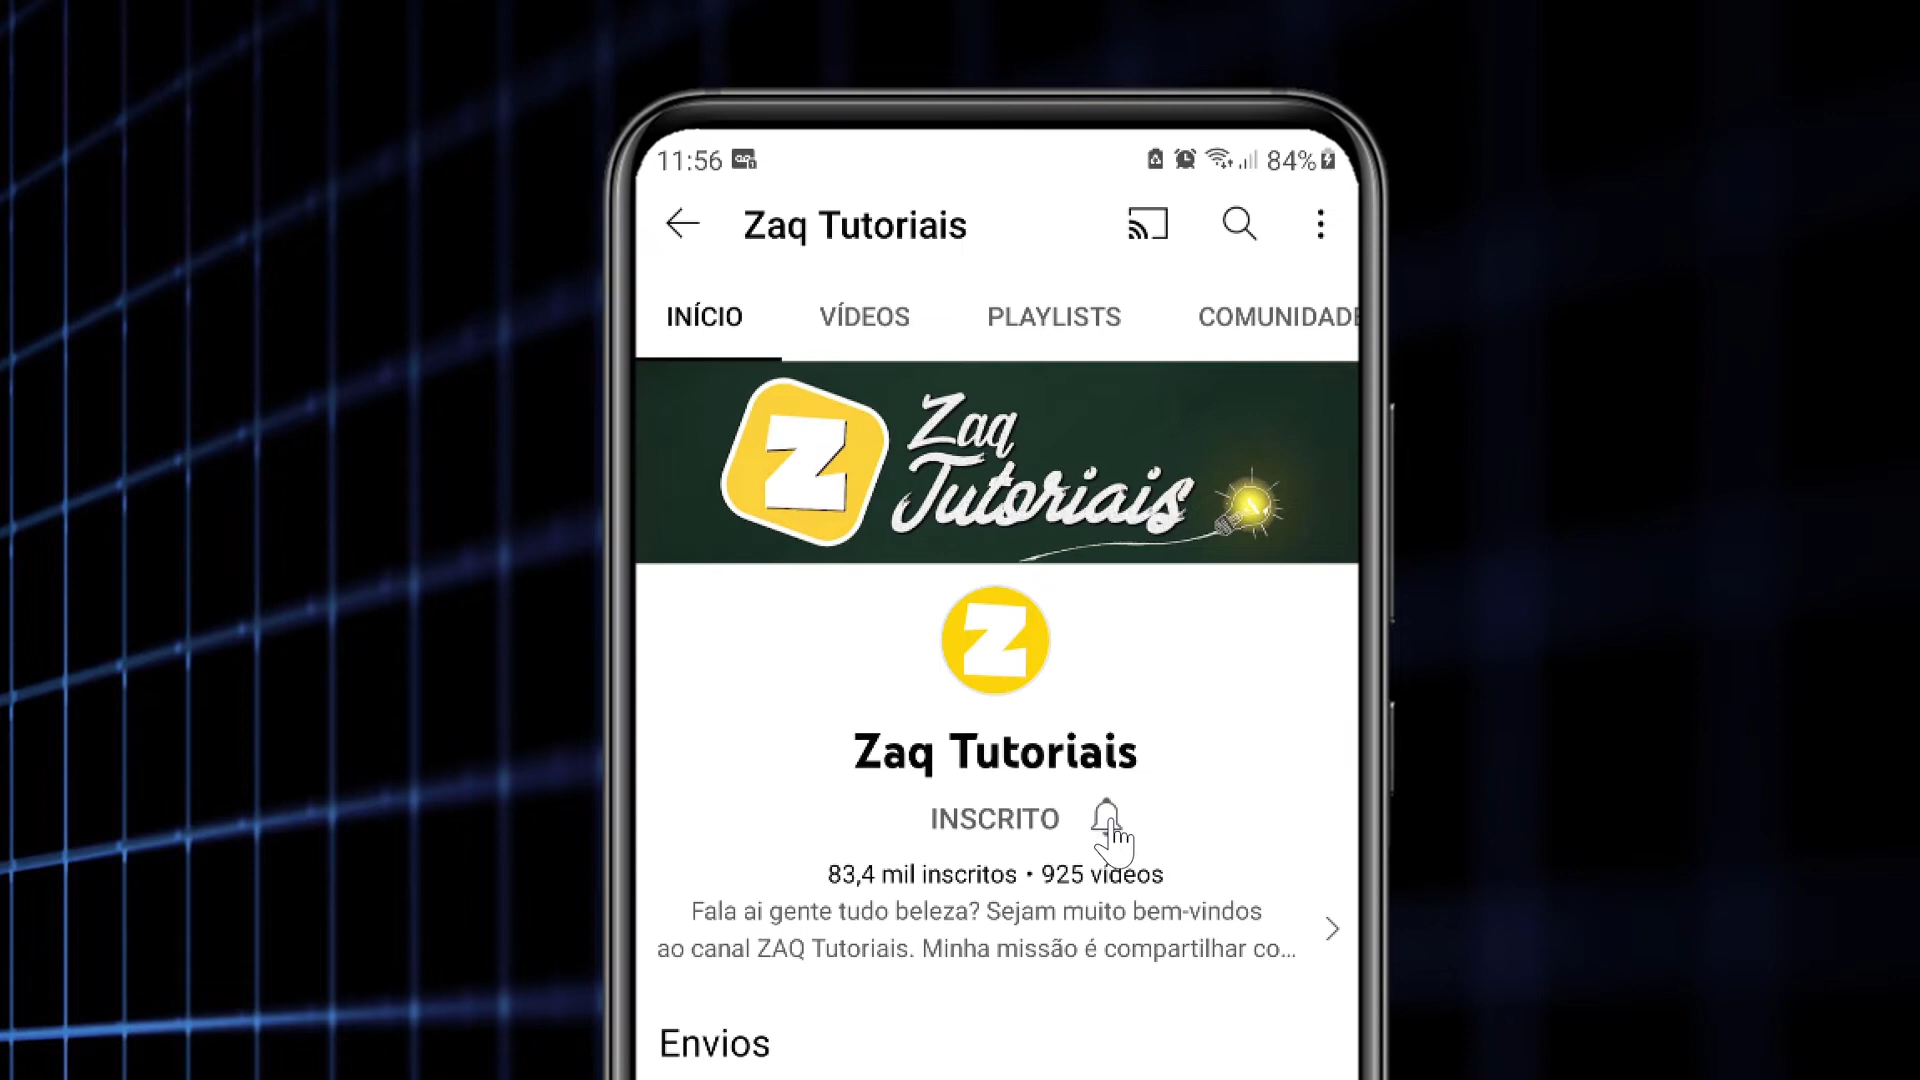 11:56
84%
Zaq Tutoriais
INÍCIO VÍDEOS PLAYLISTS COMUNIDADE
Z Zaq
Tutoriais
Z
Zaq Tutoriais
INSCRITO
83,4 mil inscritos • 925 vídeos
Fala ai gente tudo beleza? Sejam muito bem-vindos
ao canal ZAQ Tutoriais. Minha missão é compartilhar co...
Envios